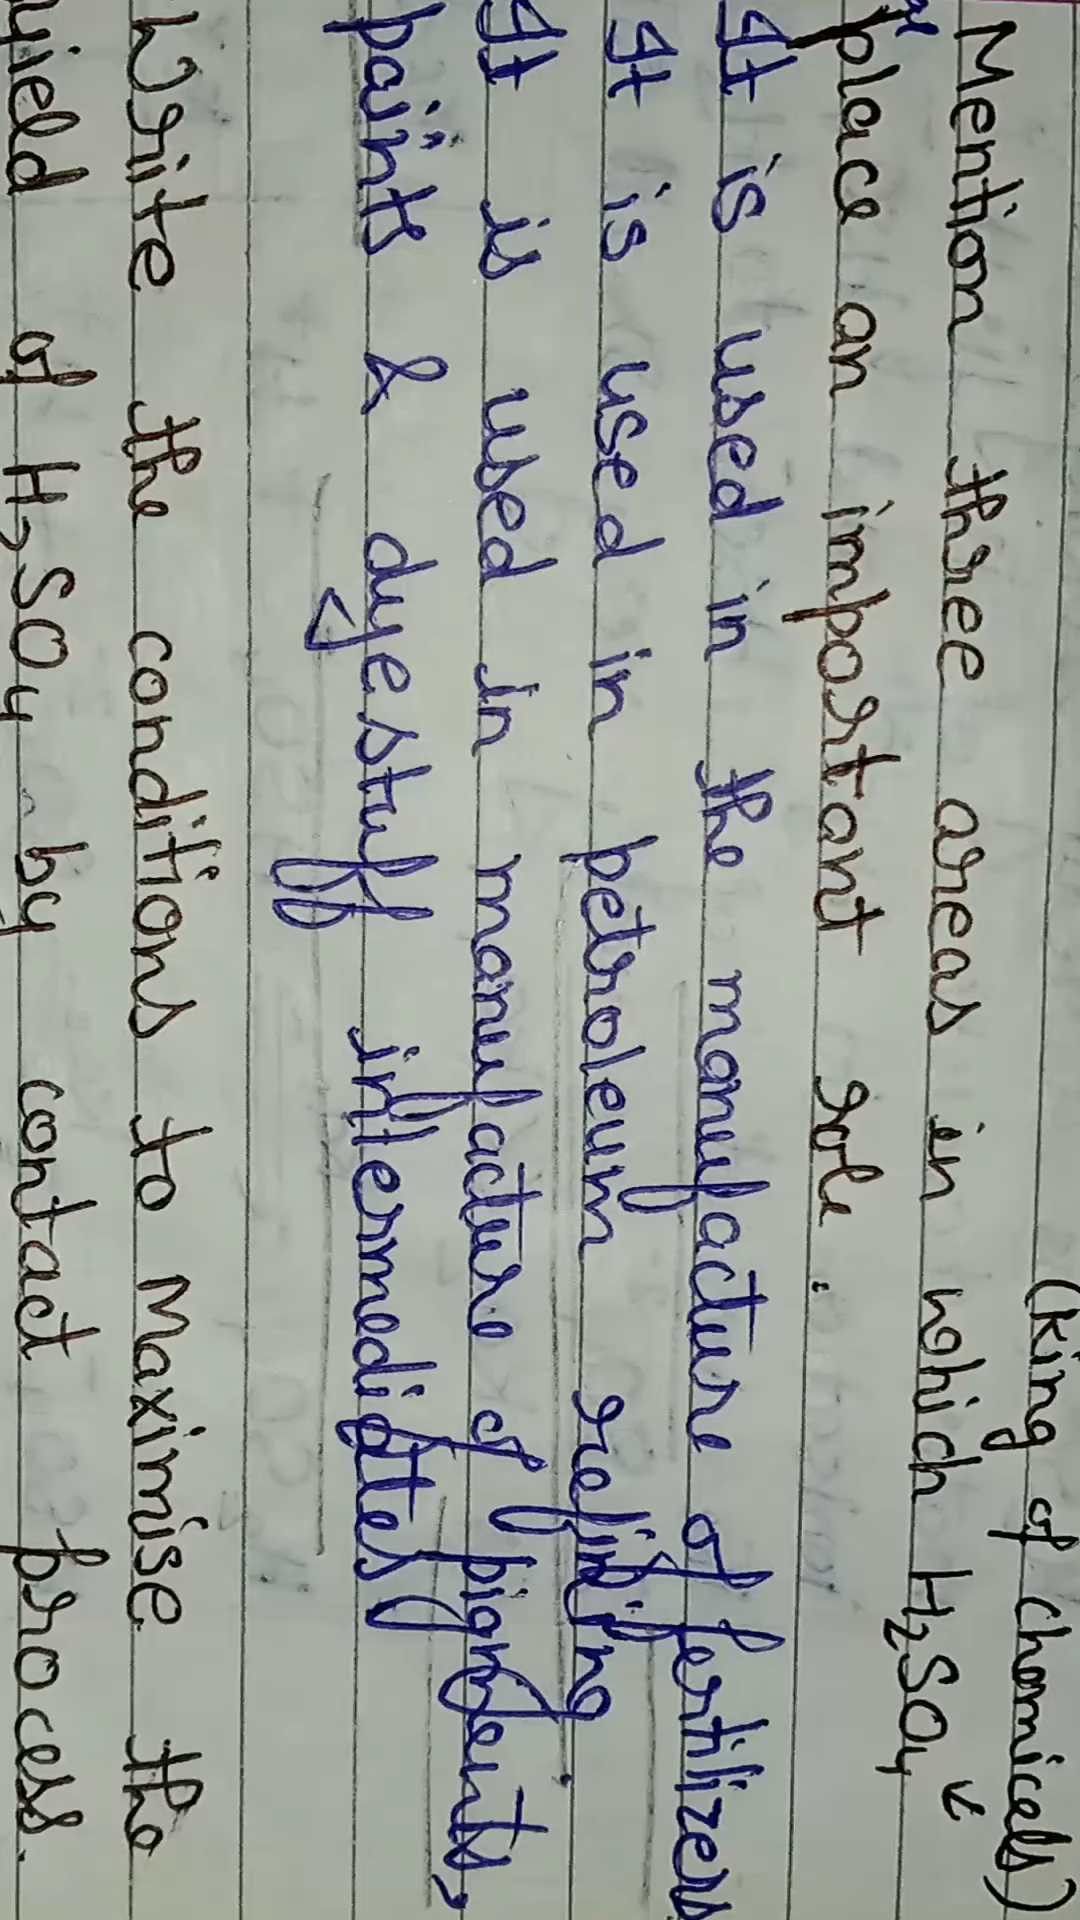 (King of chemicals)
Mention three areas in which H₂SO₄
place an important role.
It is used in the manufacture of fertilizers
It is used in petroleum refining.
It is used in manufacture of pigments,
paints & dyestuff intermediates
Write the conditions to Maximise the
yield of H₂SO₄ by contact process.